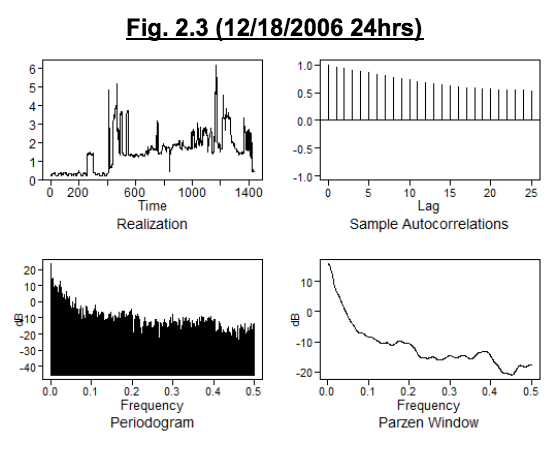 Fig. 2.3 (12/18/2006 24hrs)
6
5
4
3
2
1
0
0 200 600 1000 1400
Time
Realization
1.0
0.5
0.0
-0.5
-1.0
0 5 10 15 20 25
Lag
Sample Autocorrelations
20
10
0
-10
-20
-30
-40
dB
0.0 0.1 0.2 0.3 0.4 0.5
Frequency
Periodogram
10
0
-10
-20
dB
0.0 0.1 0.2 0.3 0.4 0.5
Frequency
Parzen Window